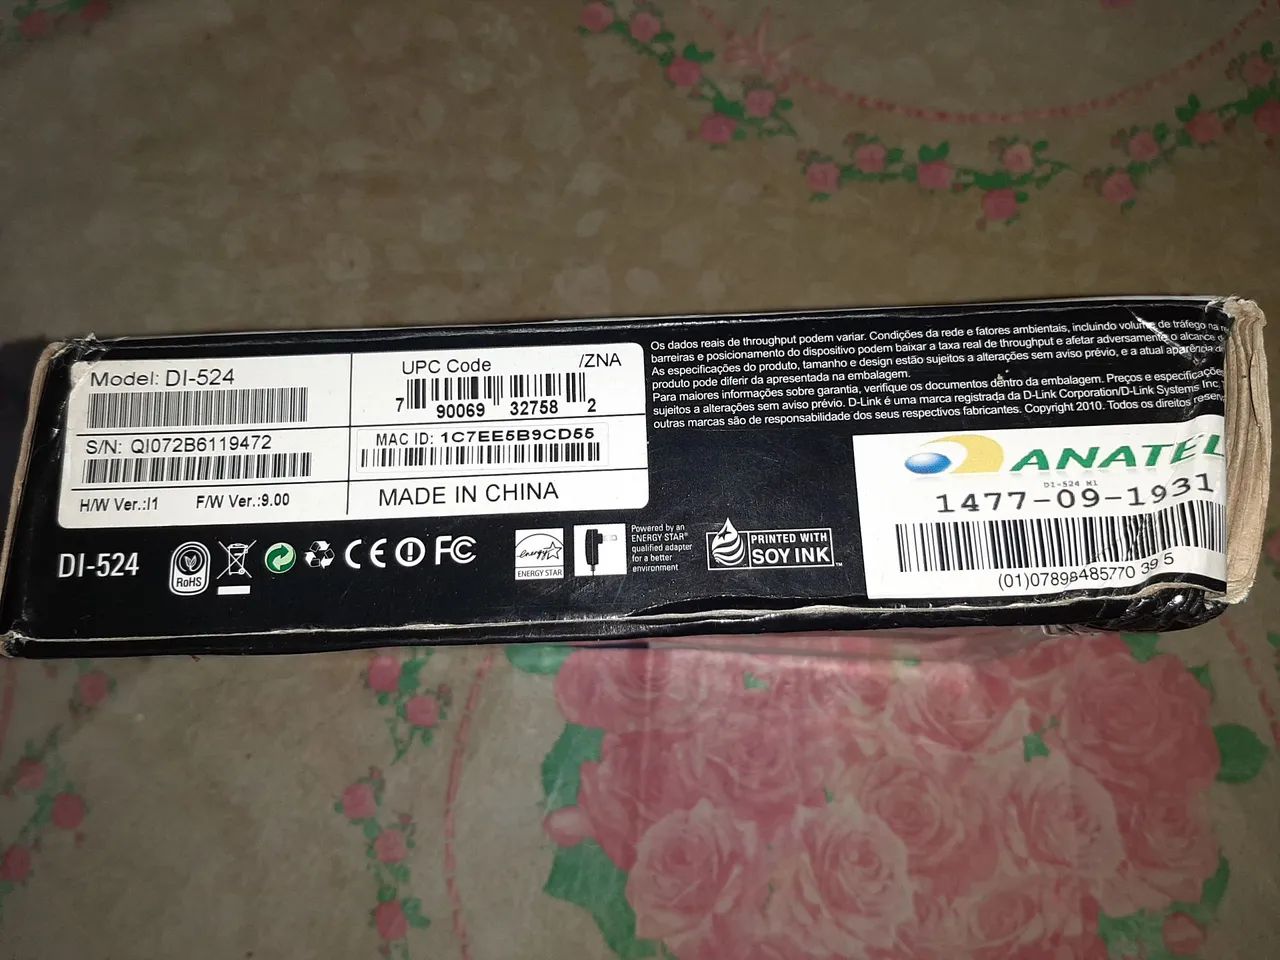 Model: DI-524
S/N: QI072B6119472
H/W Ver.:I1 F/W Ver.:9.00
UPC Code /ZNA
7 90069 32758 2
MAC ID: 1C7EE5B9CD55
MADE IN CHINA
Os dados reais de throughput podem variar. Condições da rede e fatores ambientais, incluindo volume de tráfego na
barreiras e posicionamento do dispositivo podem baixar a taxa real de throughput e afetar adversamente o alcance
As especificações do produto, tamanho e design estão sujeitos a alterações sem aviso prévio, e a atual aparência
produto pode diferir da apresentada na embalagem.
Para maiores informações sobre garantia, verifique os documentos dentro da embalagem. Preços e especificações
sujeitos a alterações sem aviso prévio. D-Link é uma marca registrada da D-Link Corporation/D-Link Systems Inc.
outras marcas são de responsabilidade dos seus respectivos fabricantes. Copyright 2010. Todos os direitos
DI-524
RoHS
CE FC
energy
ENERGY STAR
Powered by an
ENERGY STAR®
qualified adapter
for a better
environment
PRINTED WITH
SOY INK™
ANATEL
DI-524 N1
1477-09-1931
(01)07898485770 39 5